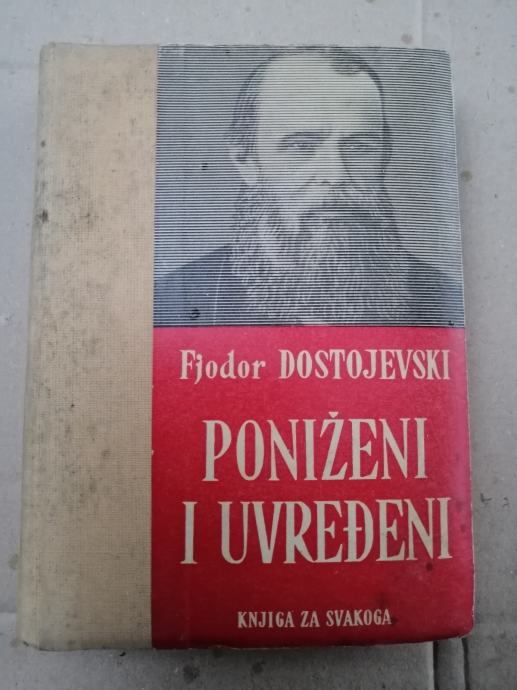 Fjodor DOSTOJEVSKI
PONIŽENI
I UVREĐENI
KNJIGA ZA SVAKOGA